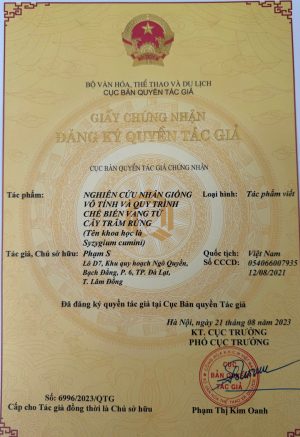 BỘ VĂN HÓA, THỂ THAO VÀ DU LỊCH
CỤC BẢN QUYỀN TÁC GIẢ
GIẤY CHỨNG NHẬN
ĐĂNG KÝ QUYỀN TÁC GIẢ
CỤC BẢN QUYỀN TÁC GIẢ CHỨNG NHẬN
Tác phẩm: NGHIÊN CỨU NHÂN GIỐNG Loại hình: Tác phẩm viết
VÔ TÍNH VÀ QUY TRÌNH
CHẾ BIẾN VANG TỪ
CÂY TRÂM RỪNG
(Tên khoa học là
Syzygium cumini)
Tác giả, Chủ sở hữu: Phạm S Quốc tịch: Việt Nam
Lô D7, Khu quy hoạch Ngô Quyền, Số CCCD: 054066007935
Bạch Đằng, P. 6, TP. Đà Lạt, 12/08/2021
T. Lâm Đồng
Đã đăng ký quyền tác giả tại Cục Bản quyền Tác giả
Hà Nội, ngày 21 tháng 08 năm 2023
KT. CỤC TRƯỞNG
PHÓ CỤC TRƯỞNG
CỤC
BẢN QUYỀN
TÁC GIẢ
Số: 6996/2023/QTG
Cấp cho Tác giả đồng thời là Chủ sở hữu Phạm Thị Kim Oanh